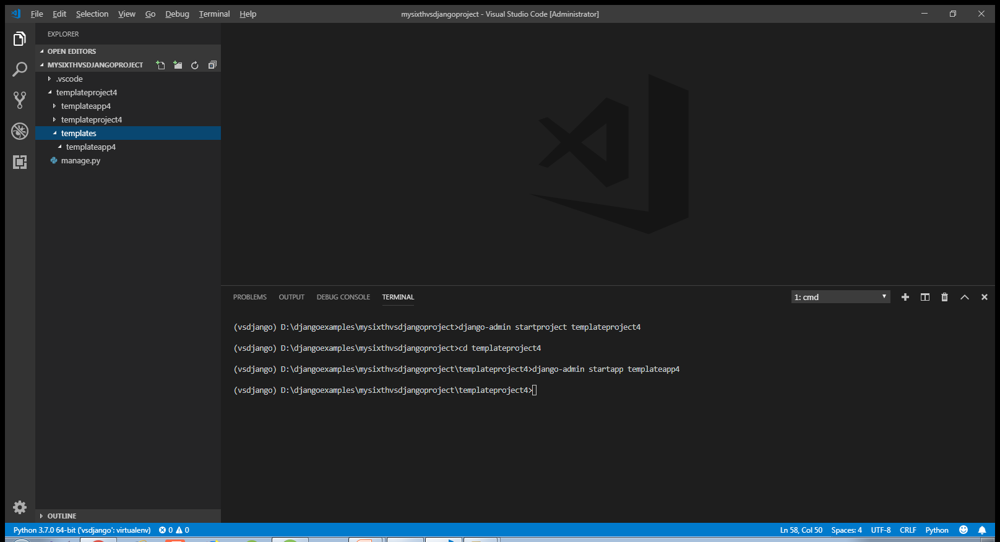 File Edit Selection View Go Debug Terminal Help mysixthvsdjangoproject - Visual Studio Code [Administrator]
EXPLORER
OPEN EDITORS
MYSIXTHVSDJANGOPROJECT
.vscode
templateproject4
templateapp4
templateproject4
templates
templateapp4
manage.py
OUTLINE
PROBLEMS OUTPUT DEBUG CONSOLE TERMINAL 1: cmd
(vsdjango) D:\djangoexamples\mysixthvsdjangoproject>django-admin startproject templateproject4
(vsdjango) D:\djangoexamples\mysixthvsdjangoproject>cd templateproject4
(vsdjango) D:\djangoexamples\mysixthvsdjangoproject\templateproject4>django-admin startapp templateapp4
(vsdjango) D:\djangoexamples\mysixthvsdjangoproject\templateproject4>
Python 3.7.0 64-bit ('vsdjango': virtualenv) 0 0 Ln 58, Col 50 Spaces: 4 UTF-8 CRLF Python